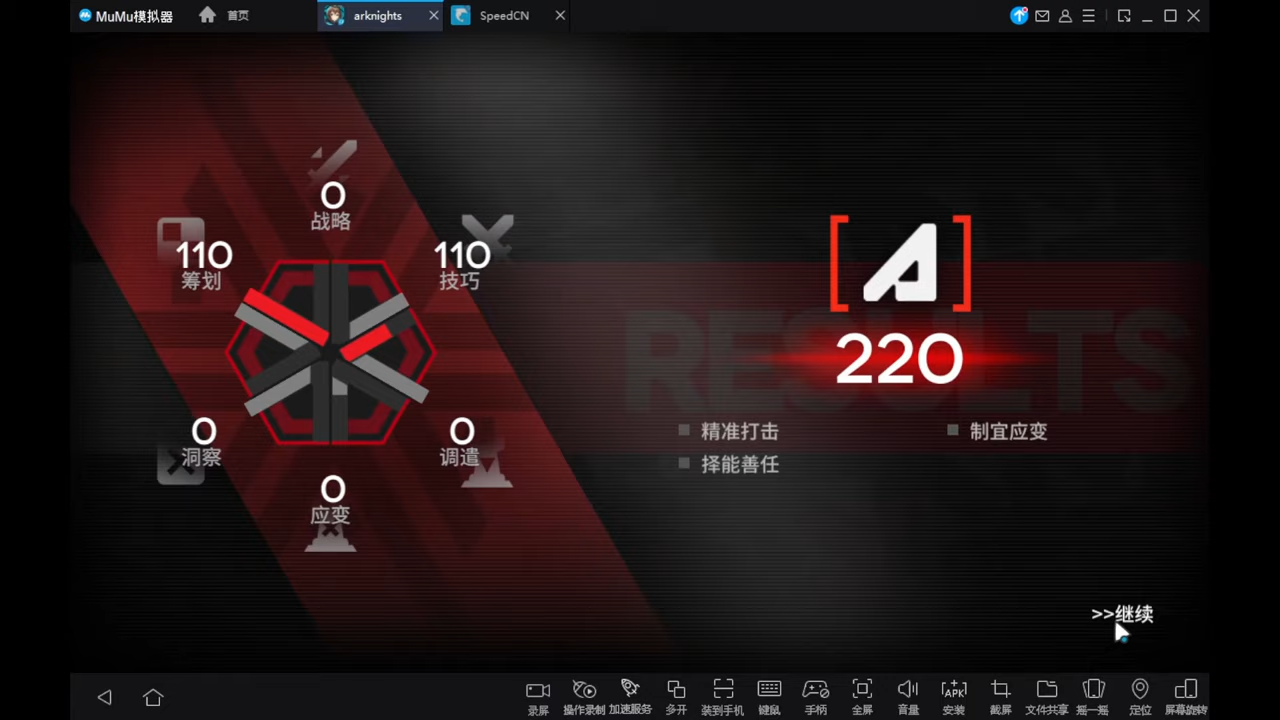 MuMu模拟器
首页
arknights
SpeedCN
0
战略
110
筹划
110
技巧
0
洞察
0
调遣
0
应变
RESULTS
A
220
精准打击
制宜应变
择能善任
>>继续
录屏
操作录制
加速服务
多开
装到手机
键鼠
手柄
全屏
音量
APK
安装
截屏
文件共享
摇一摇
定位
屏幕旋转